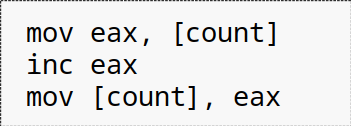 mov eax, [count]
inc eax
mov [count], eax